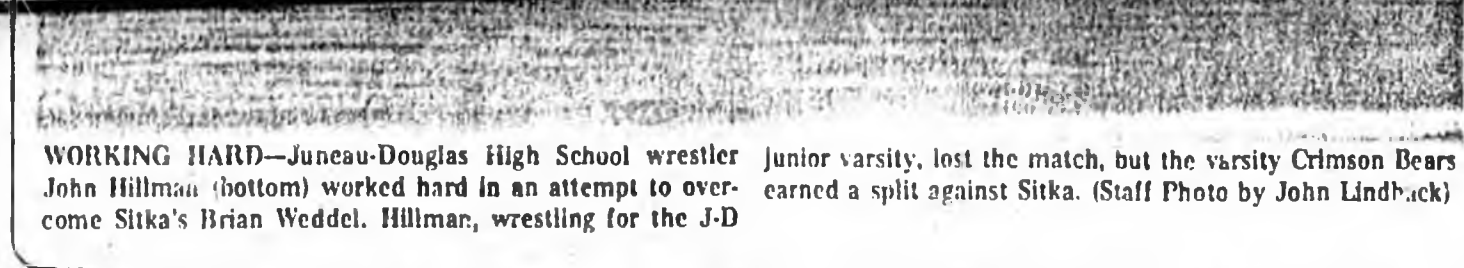 WORKING HARD—Juneau-Douglas High School wrestler
John Hillman (bottom) worked hard in an attempt to over-
come Sitka's Brian Weddel. Hillman, wrestling for the J-D
junior varsity, lost the match, but the varsity Crimson Bears
earned a split against Sitka. (Staff Photo by John Lindback)